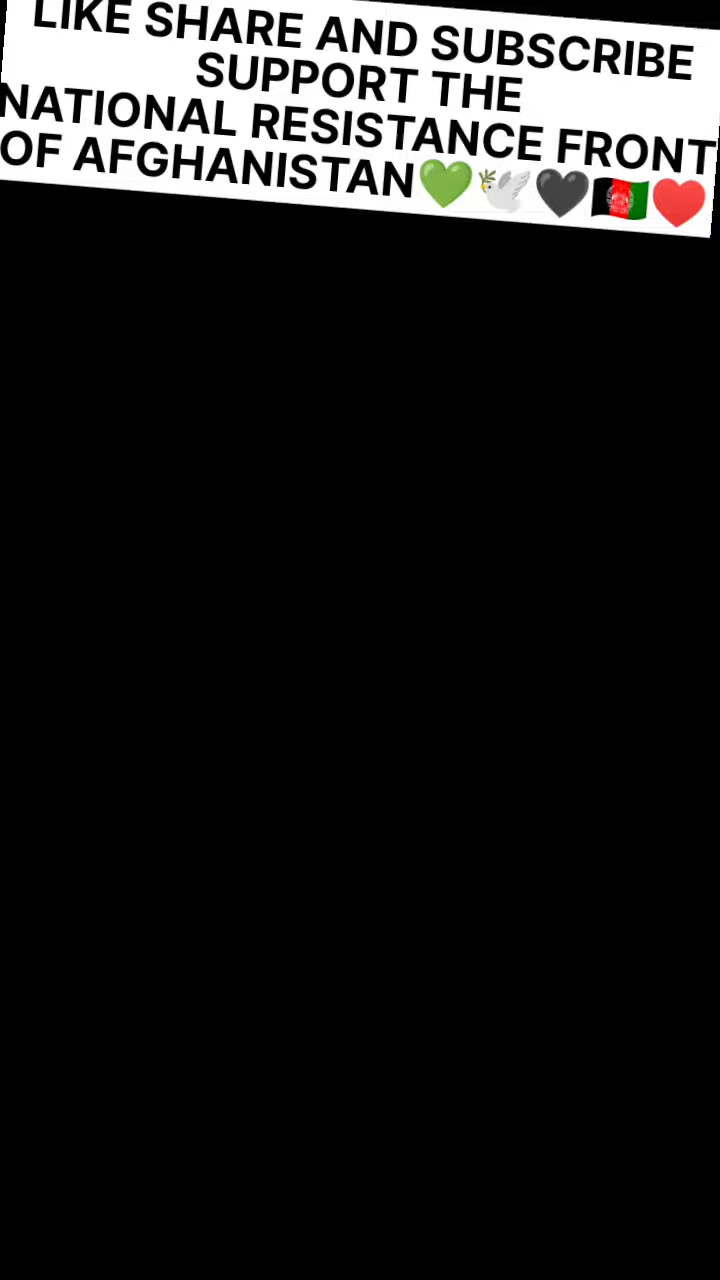 LIKE SHARE AND SUBSCRIBE
SUPPORT THE
NATIONAL RESISTANCE FRONT
OF AFGHANISTAN💚🕊️🖤🇦🇫❤️